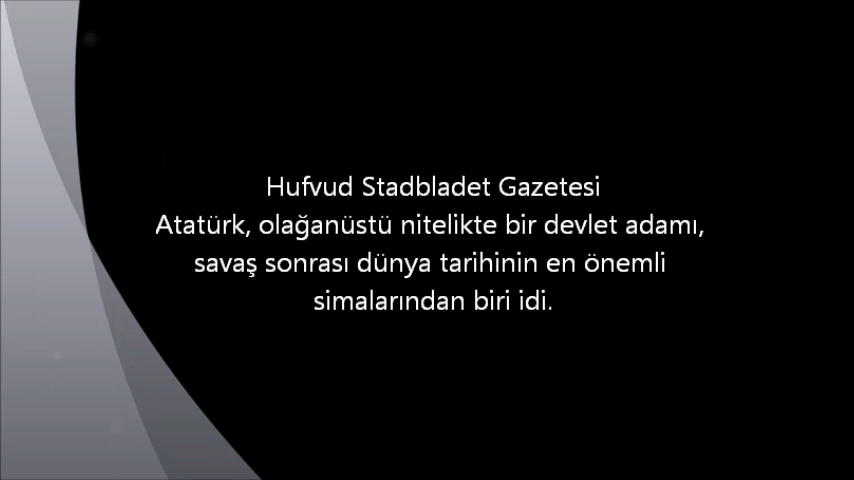 Hufvud Stadbladet Gazetesi
Atatürk, olağanüstü nitelikte bir devlet adamı,
savaş sonrası dünya tarihinin en önemli
simalarından biri idi.